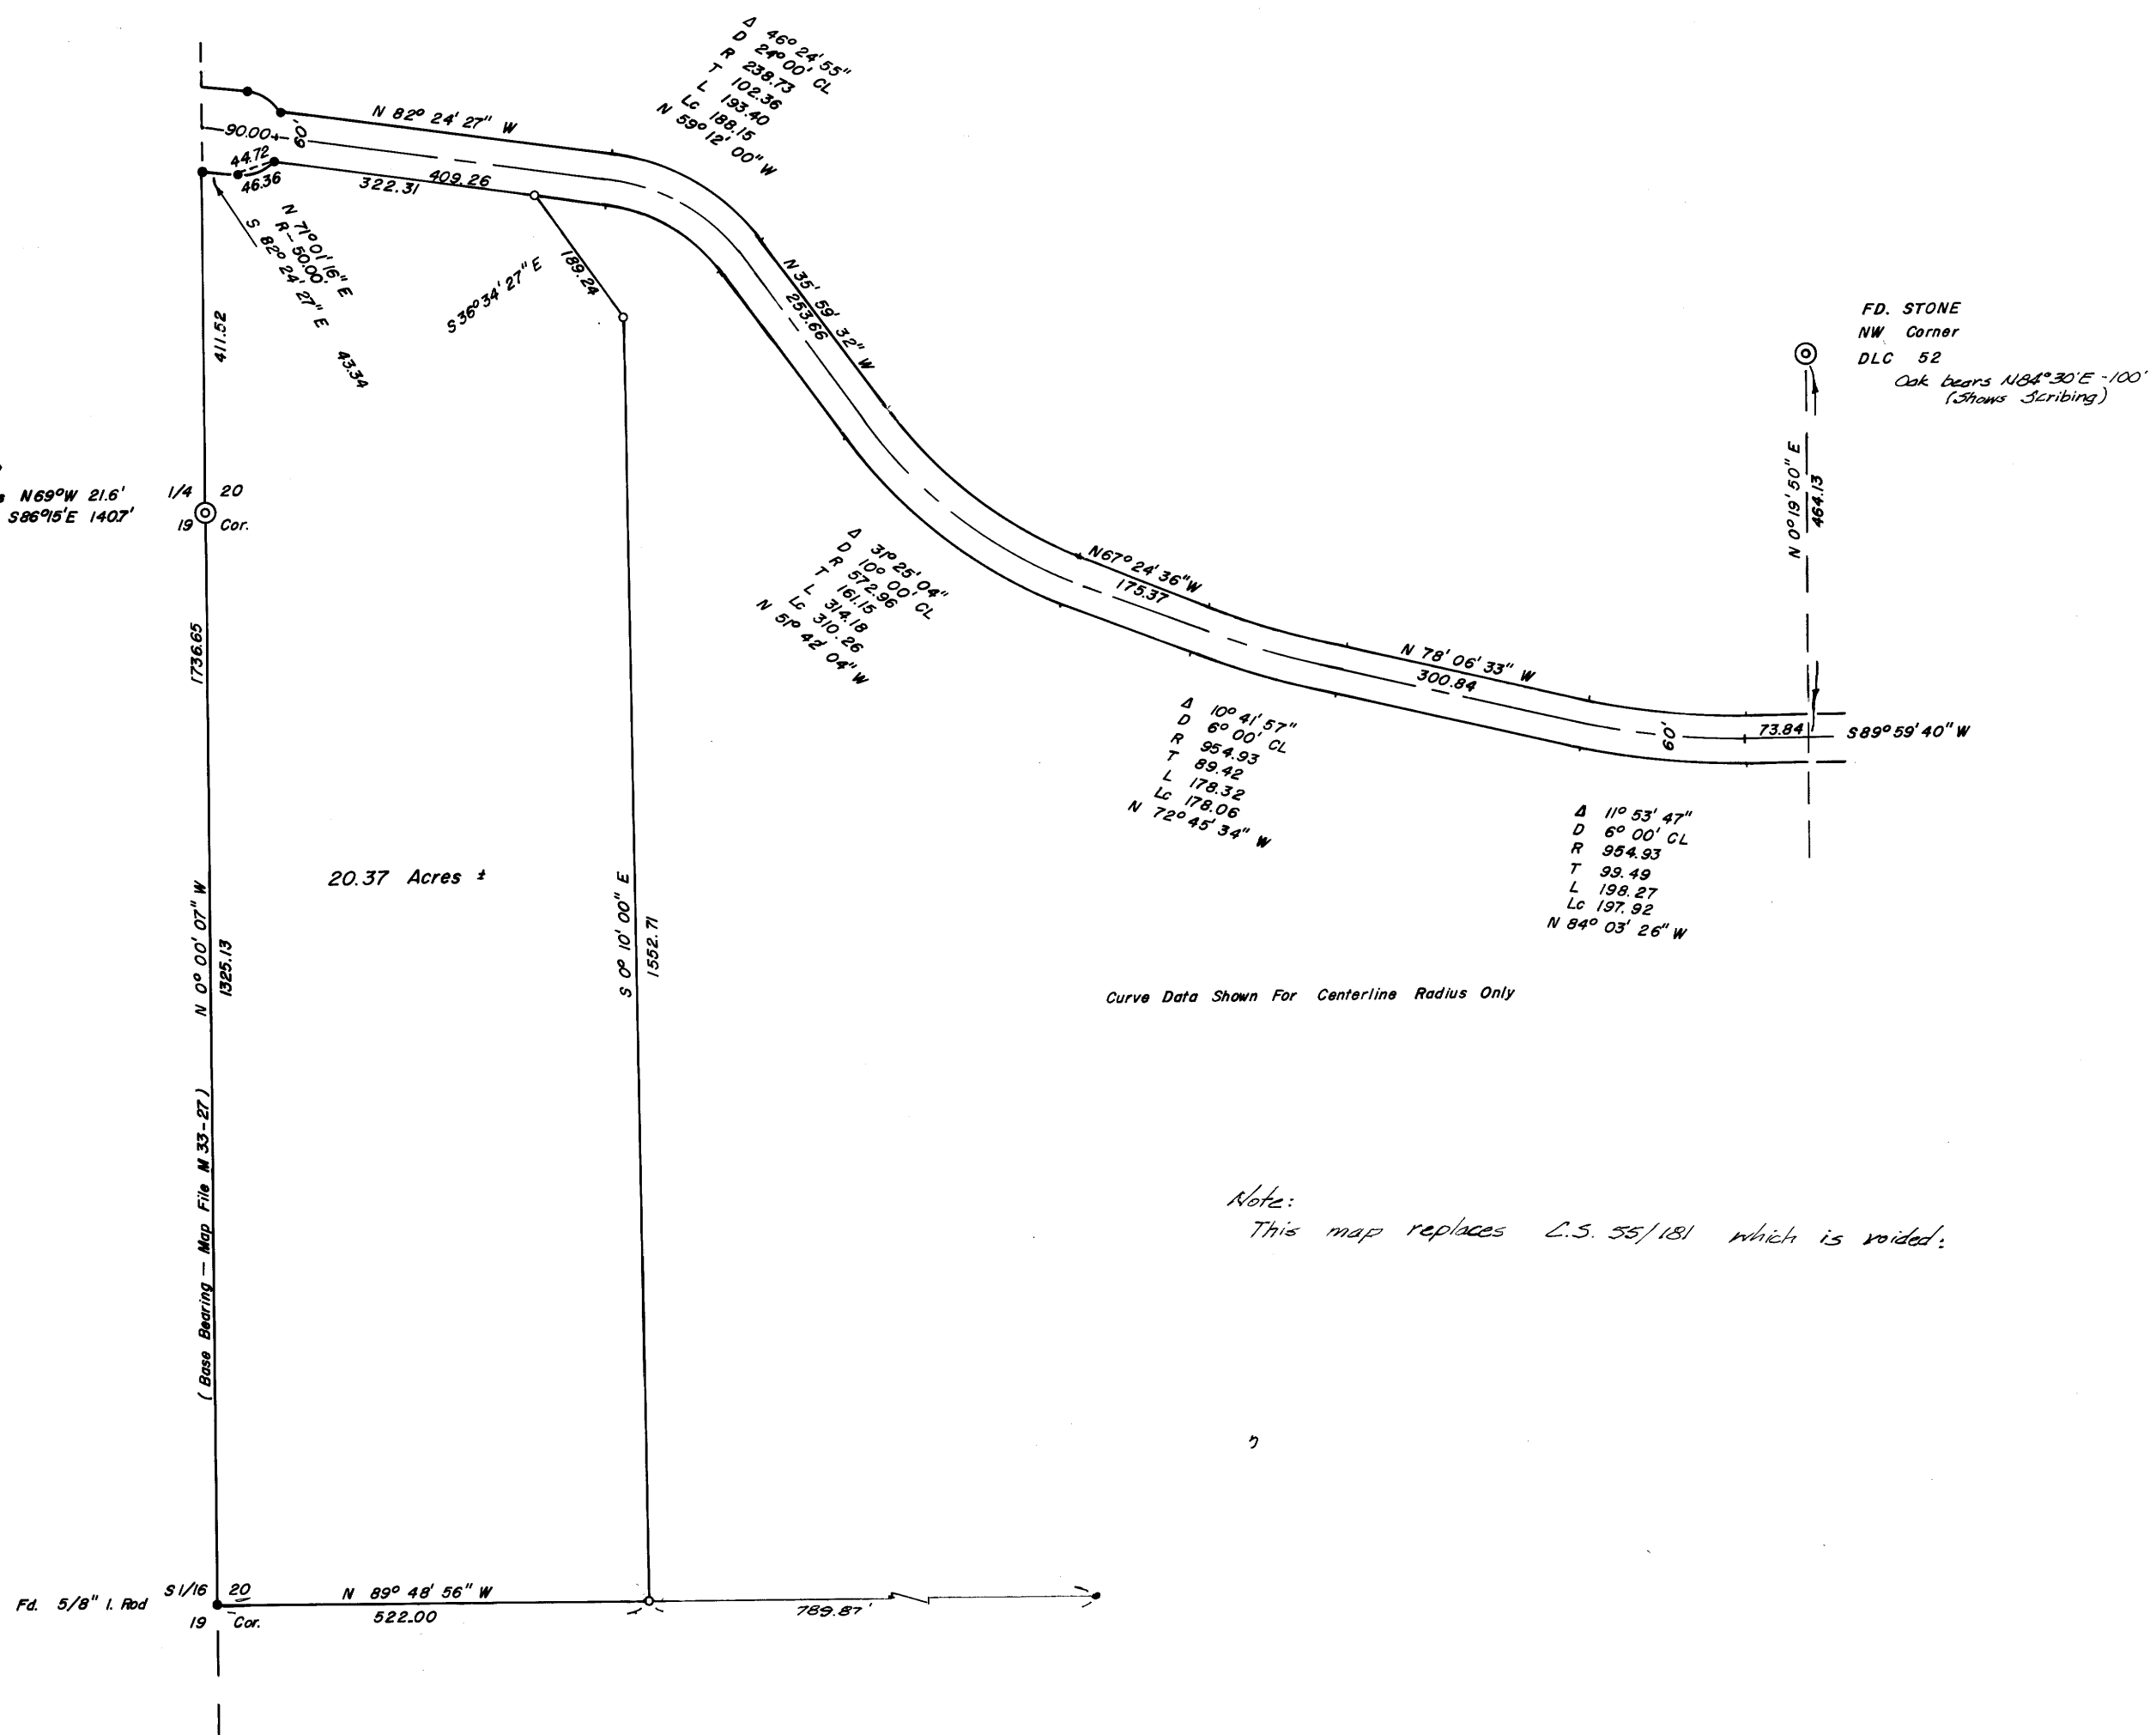 Δ 46° 24' 55"
D 24° 00' CL
R 238.73
T 102.36
L 193.40
Lc 188.15
N 59° 12' 00" W
N 82° 24' 27" W
90.00
60'
44.72
46.36
322.31
409.26
N 71° 01' 16" E
R - 50.00'
S 82° 24' 27" E 43.34
S 36° 34' 27" E
189.24
411.52
N 35' 59' 32" W
253.66
FD. STONE
NW Corner
DLC 52
Oak bears N84°30'E -100'
(Shows Scribing)
N 0° 19' 50" E
464.13
N69°W 21.6'
S86°15'E 140.7'
1/4 20
19 Cor.
1736.65
Δ 31° 25' 04"
D 10° 00' CL
R 572.96
T 161.15
L 314.18
Lc 310.26
N 51° 42' 04" W
N67° 24' 36" W
175.37
N 78' 06' 33" W
300.84
60'
73.84
S89° 59' 40" W
Δ 10° 41' 57"
D 6° 00' CL
R 954.93
T 89.42
L 178.32
Lc 178.06
N 72° 45' 34" W
Δ 11° 53' 47"
D 6° 00' CL
R 954.93
T 99.49
L 198.27
Lc 197.92
N 84° 03' 26" W
20.37 Acres ±
N 0° 00' 07" W
1325.13
S 0° 10' 00" E
1552.71
Curve Data Shown For Centerline Radius Only
( Base Bearing — Map File M 33-27 )
Note:
This map replaces C.S. 55/181 which is voided:
Fd. 5/8" I. Rod
S 1/16 20
19 Cor.
N 89° 48' 56" W
522.00
789.87'